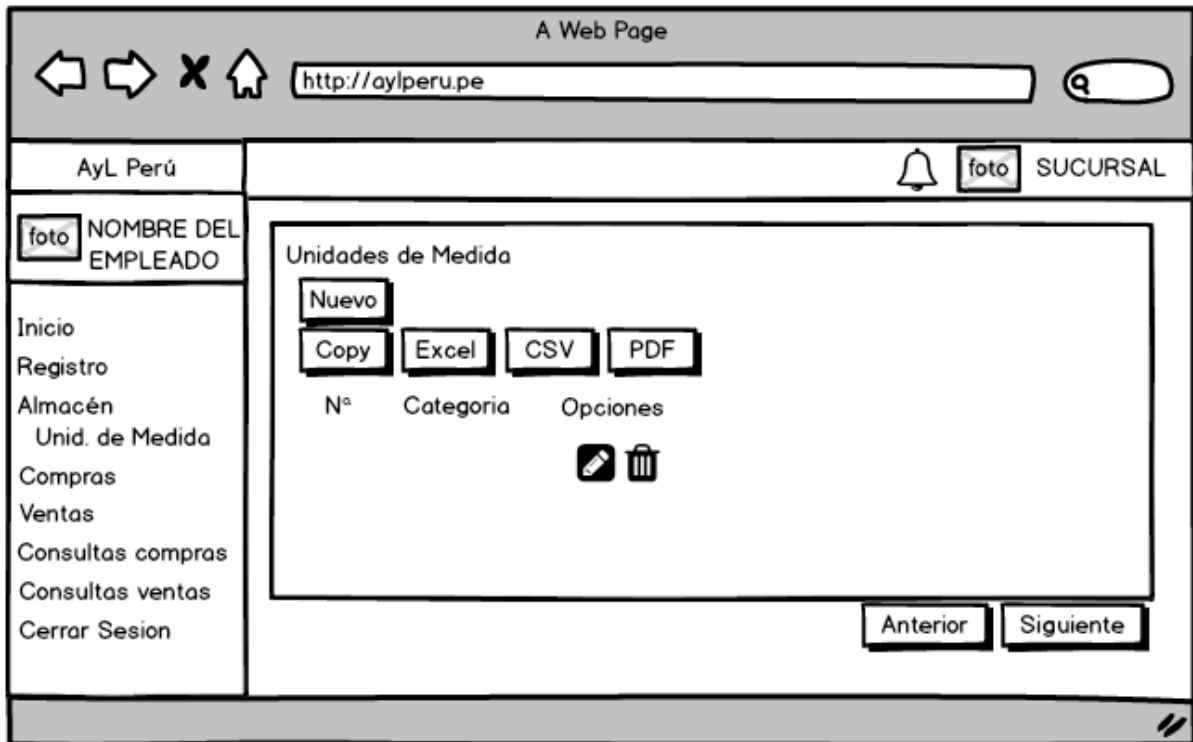 A Web Page
http://aylperu.pe
AyL Perú
foto SUCURSAL
foto NOMBRE DEL
EMPLEADO
Inicio
Registro
Almacén
Unid. de Medida
Compras
Ventas
Consultas compras
Consultas ventas
Cerrar Sesion
Unidades de Medida
Nuevo
Copy Excel CSV PDF
Nª Categoria Opciones
Anterior Siguiente